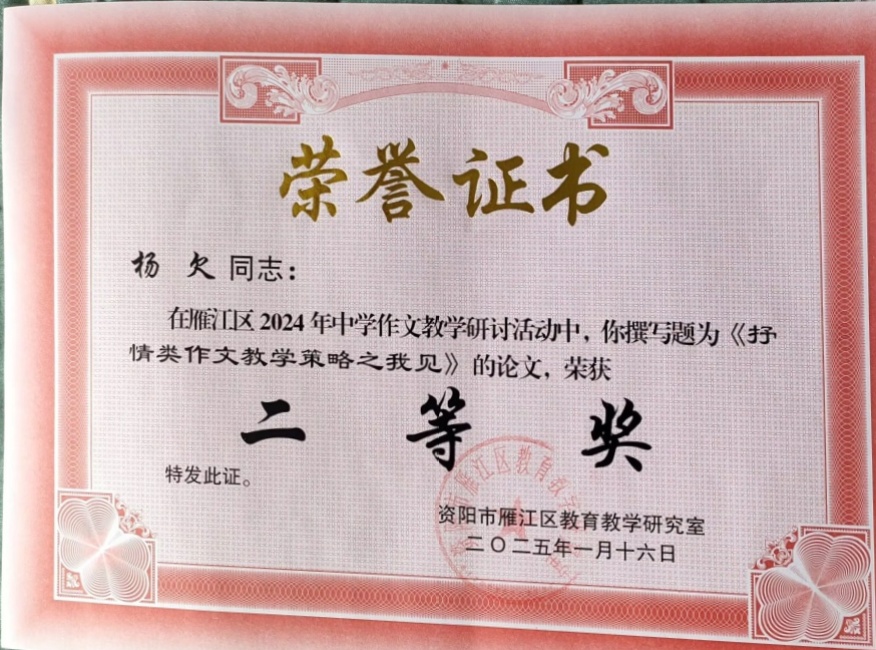 荣誉证书
杨 欠 同志：
在雁江区2024年中学作文教学研讨活动中，你撰写题为《抒
情类作文教学策略之我见》的论文，荣获
二 等 奖
特发此证。
资阳市雁江区教育教学研究室
二〇二五年一月十六日